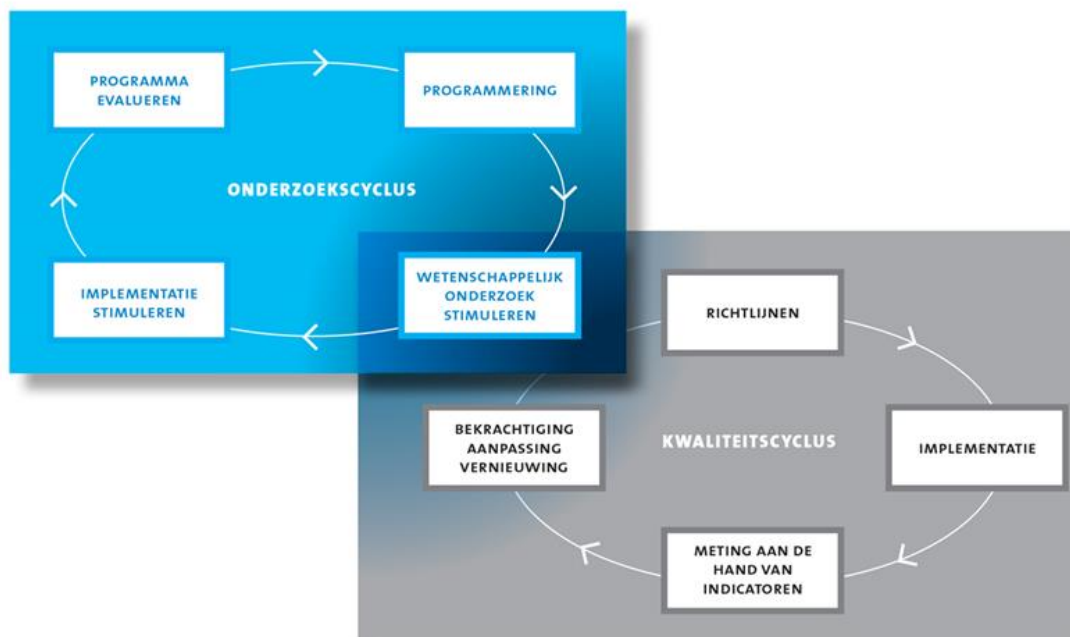 PROGRAMMA
EVALUEREN
PROGRAMMERING
ONDERZOEKSCYCLUS
IMPLEMENTATIE
STIMULEREN
WETENSCHAPPELIJK
ONDERZOEK
STIMULEREN
RICHTLIJNEN
BEKRACHTIGING
AANPASSING
VERNIEUWING
KWALITEITSCYCLUS
IMPLEMENTATIE
METING AAN DE
HAND VAN
INDICATOREN